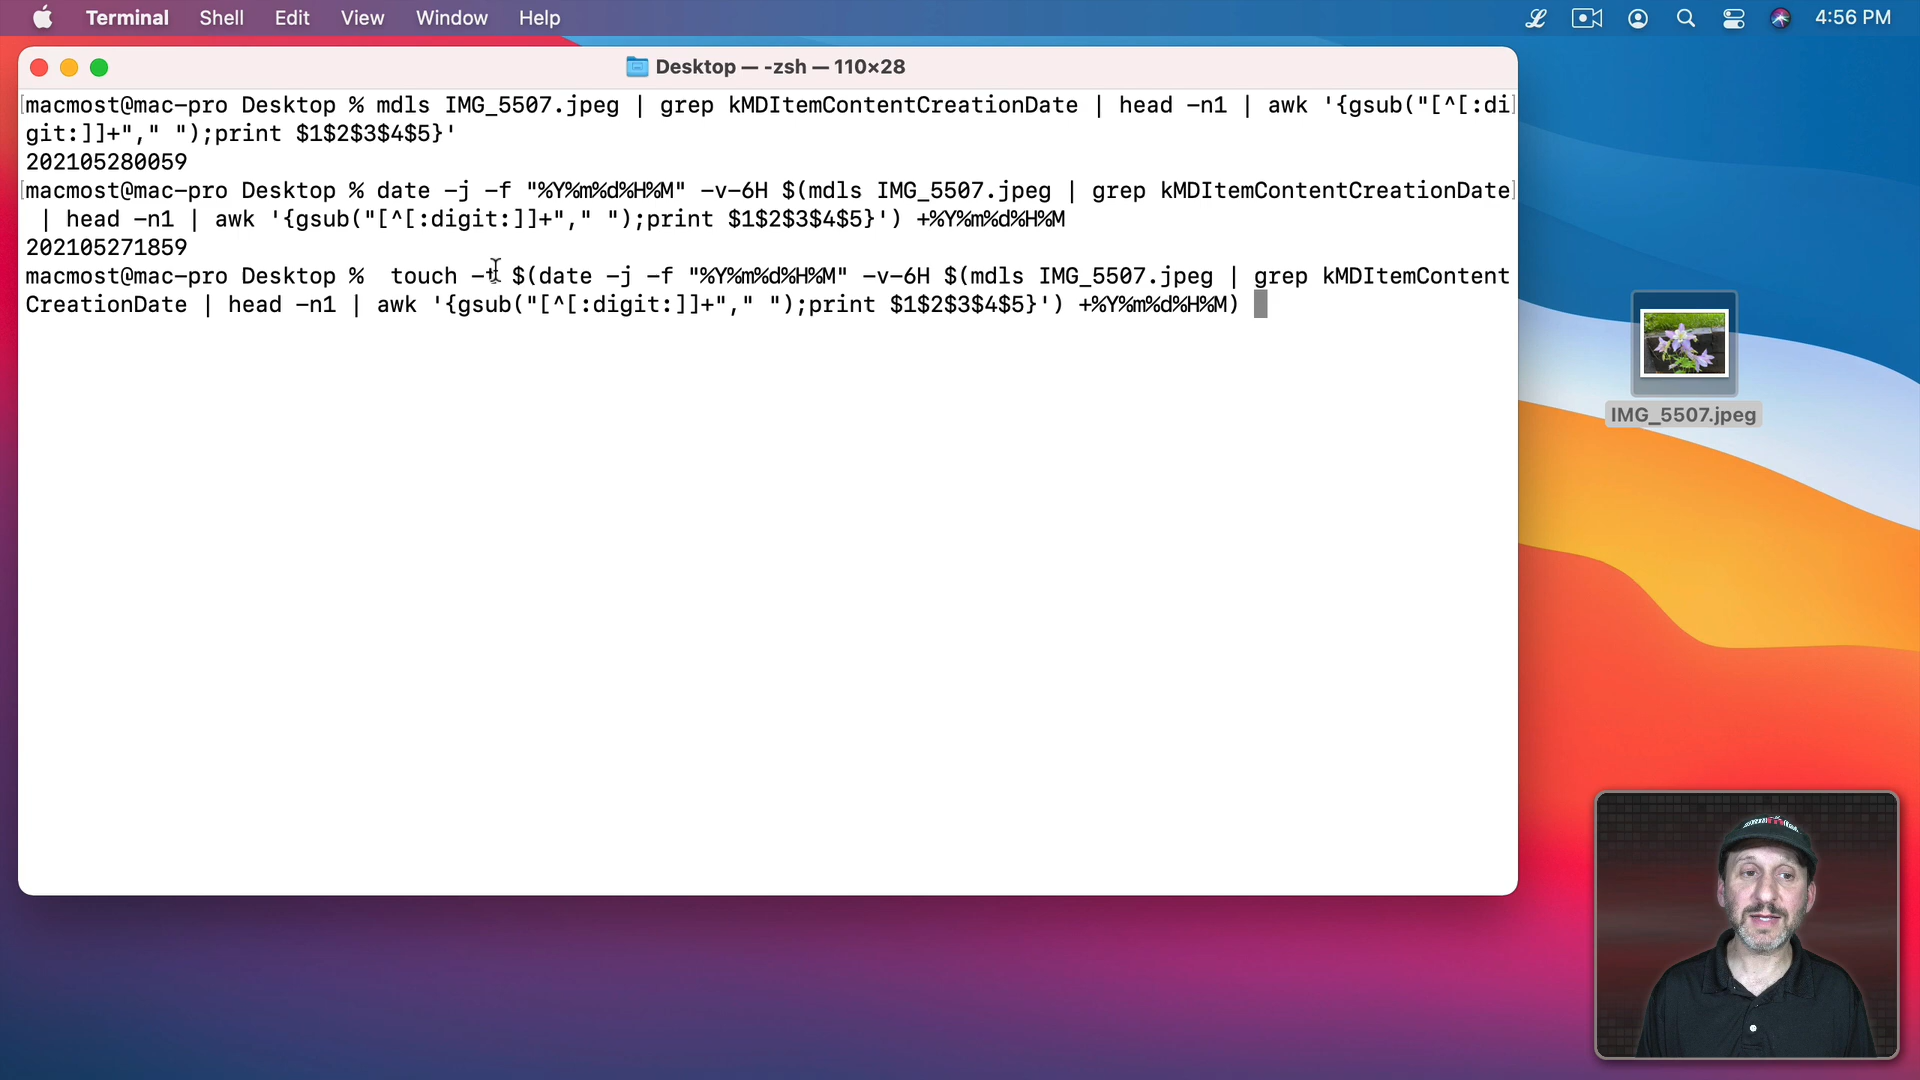 Terminal Shell Edit View Window Help 4:56 PM
Desktop — -zsh — 110×28
macmost@mac-pro Desktop % mdls IMG_5507.jpeg | grep kMDItemContentCreationDate | head -n1 | awk '{gsub("[^[:di
git:]]+"," ");print $1$2$3$4$5}'
202105280059
macmost@mac-pro Desktop % date -j -f "%Y%m%d%H%M" -v-6H $(mdls IMG_5507.jpeg | grep kMDItemContentCreationDate
| head -n1 | awk '{gsub("[^[:digit:]]+"," ");print $1$2$3$4$5}') +%Y%m%d%H%M
202105271859
macmost@mac-pro Desktop %  touch -t $(date -j -f "%Y%m%d%H%M" -v-6H $(mdls IMG_5507.jpeg | grep kMDItemContent
CreationDate | head -n1 | awk '{gsub("[^[:digit:]]+"," ");print $1$2$3$4$5}') +%Y%m%d%H%M)
IMG_5507.jpeg